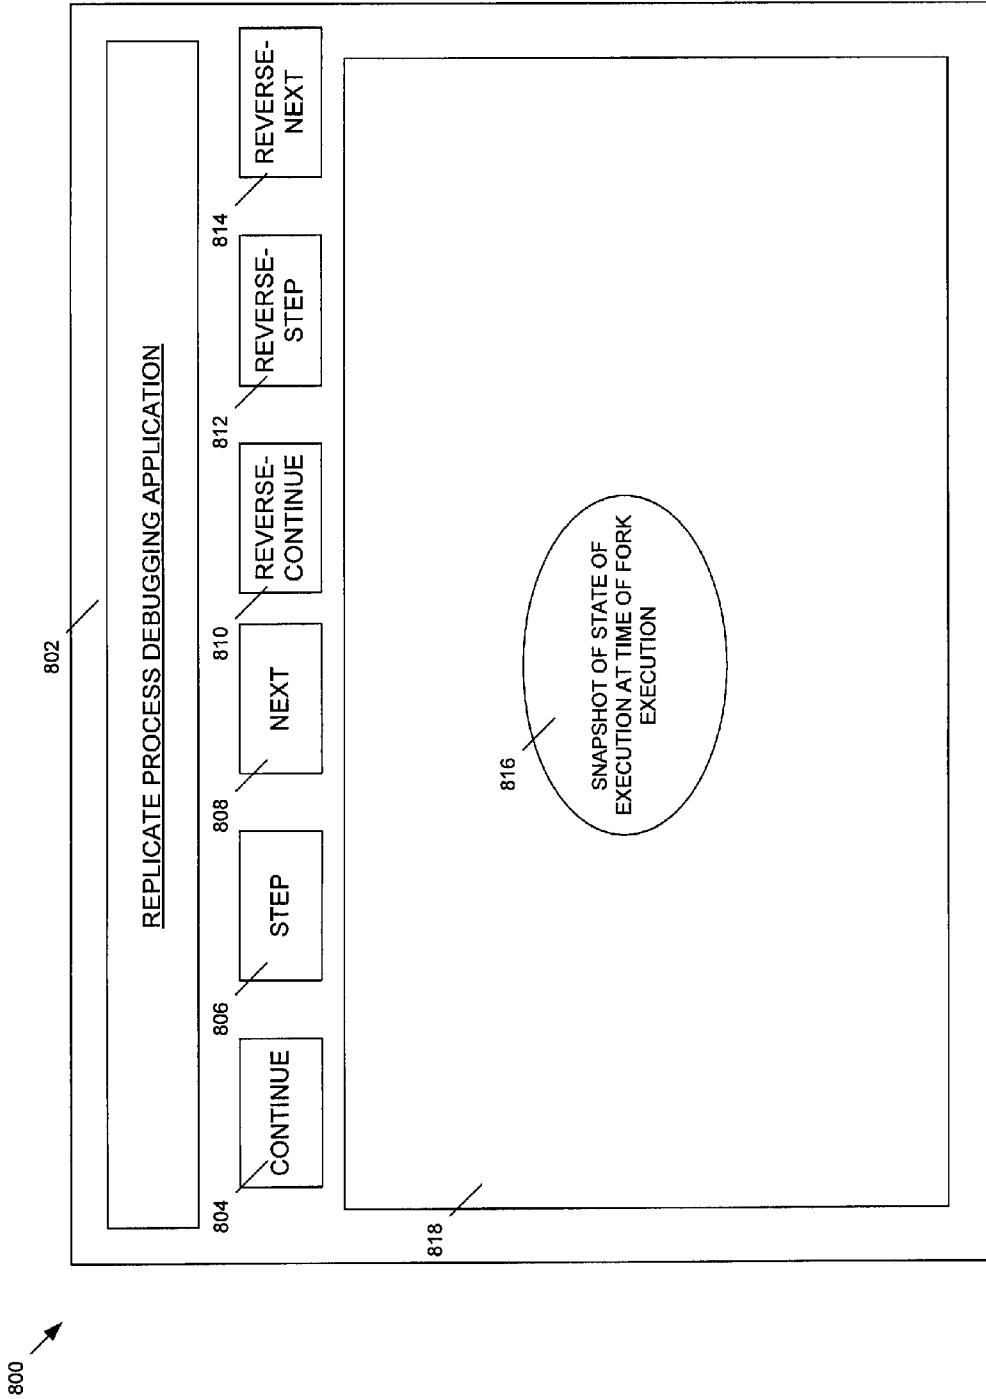 800
802
REPLICATE PROCESS DEBUGGING APPLICATION
804
CONTINUE
806
STEP
808
NEXT
810
REVERSE-
CONTINUE
812
REVERSE-
STEP
814
REVERSE-
NEXT
818
816
SNAPSHOT OF STATE OF
EXECUTION AT TIME OF FORK
EXECUTION